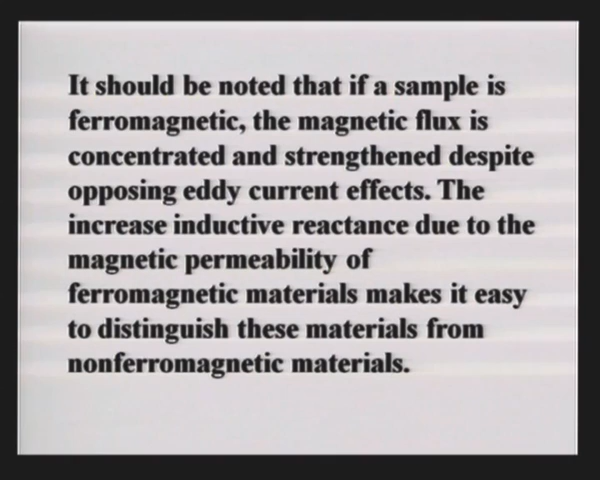 It should be noted that if a sample is
ferromagnetic, the magnetic flux is
concentrated and strengthened despite
opposing eddy current effects. The
increase inductive reactance due to the
magnetic permeability of
ferromagnetic materials makes it easy
to distinguish these materials from
nonferromagnetic materials.